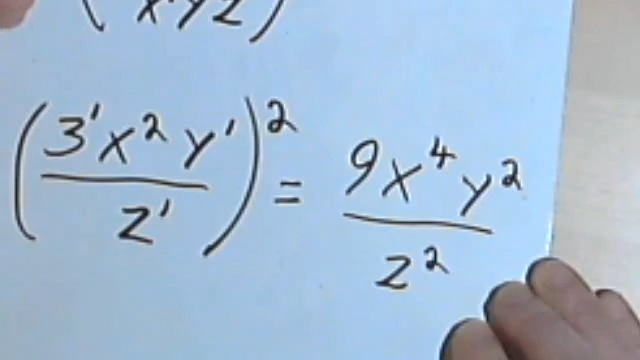 (3¹x²y¹/z¹)² = 9x⁴y²/z²